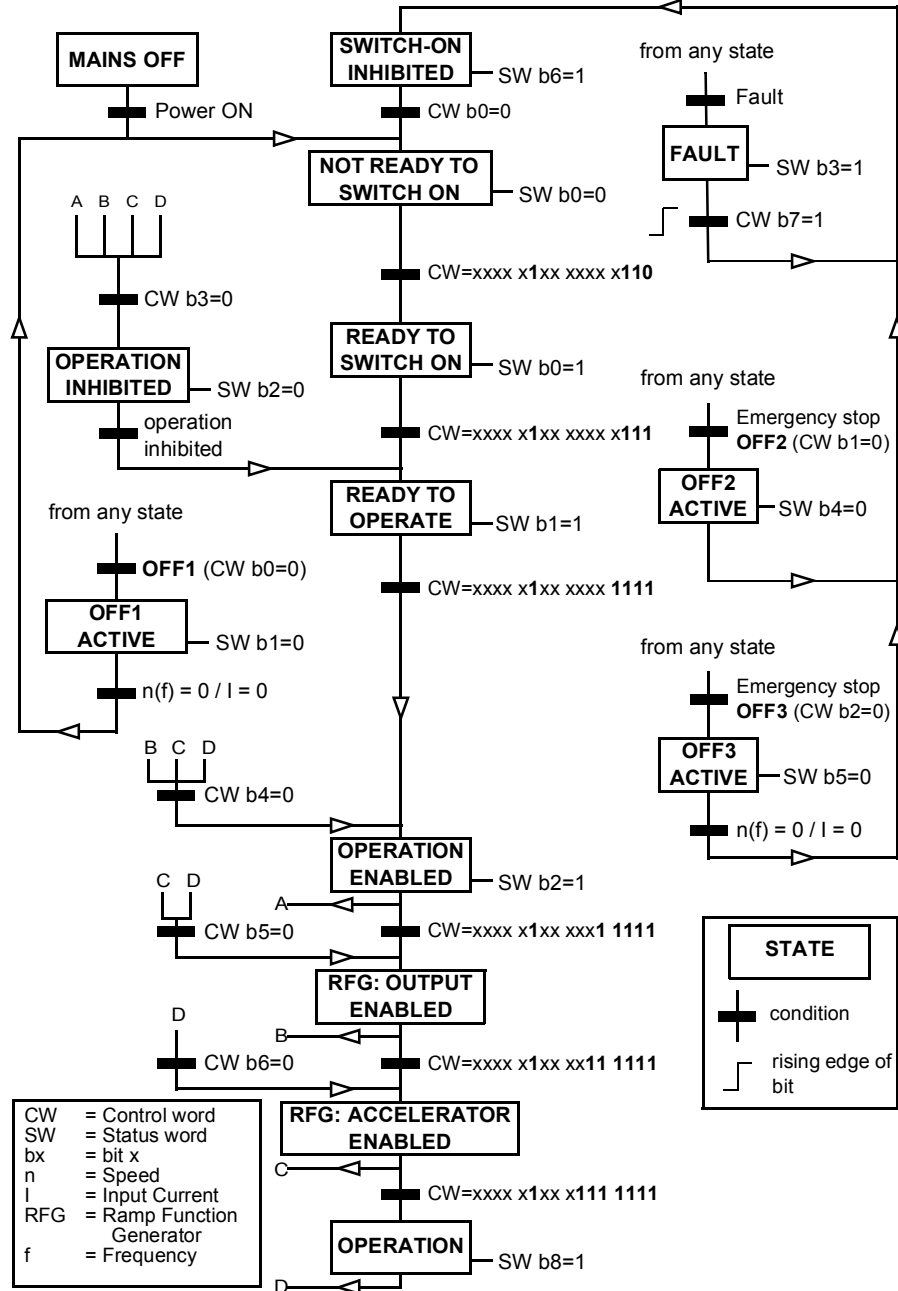 MAINS OFF
Power ON
SWITCH-ON
INHIBITED
SW b6=1
CW b0=0
NOT READY TO
SWITCH ON
SW b0=0
CW=xxxx x1xx xxxx x110
from any state
Fault
FAULT
SW b3=1
CW b7=1
A B C D
CW b3=0
OPERATION
INHIBITED
SW b2=0
operation
inhibited
READY TO
SWITCH ON
SW b0=1
CW=xxxx x1xx xxxx x111
from any state
Emergency stop
OFF2 (CW b1=0)
OFF2
ACTIVE
SW b4=0
READY TO
OPERATE
SW b1=1
CW=xxxx x1xx xxxx 1111
from any state
OFF1 (CW b0=0)
OFF1
ACTIVE
SW b1=0
n(f) = 0 / I = 0
from any state
Emergency stop
OFF3 (CW b2=0)
OFF3
ACTIVE
SW b5=0
n(f) = 0 / I = 0
B C D
CW b4=0
OPERATION
ENABLED
SW b2=1
A
C D
CW b5=0
CW=xxxx x1xx xxx1 1111
RFG: OUTPUT
ENABLED
B
D
CW b6=0
CW=xxxx x1xx xx11 1111
RFG: ACCELERATOR
ENABLED
C
CW=xxxx x1xx x111 1111
OPERATION
SW b8=1
D
STATE
condition
rising edge of
bit
CW = Control word
SW = Status word
bx = bit x
n = Speed
I = Input Current
RFG = Ramp Function
Generator
f = Frequency